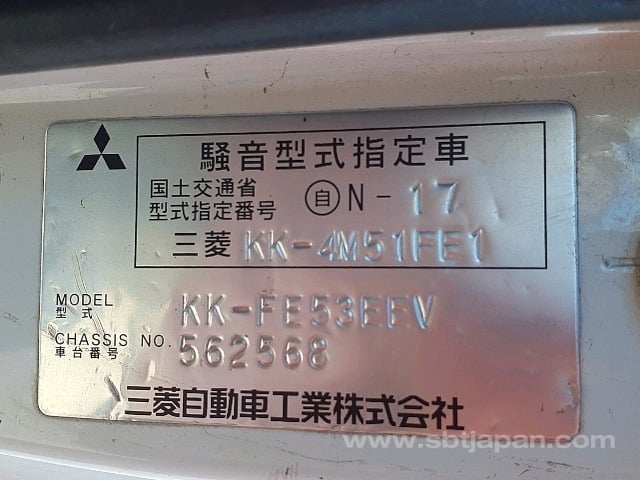 騒音型式指定車
国土交通省
型式指定番号 自 N-17
三菱 KK-4M51FE1
MODEL
型式 KK-FE53EEV
CHASSIS NO.
車台番号 562568
三菱自動車工業株式会社
www.sbtjapan.com